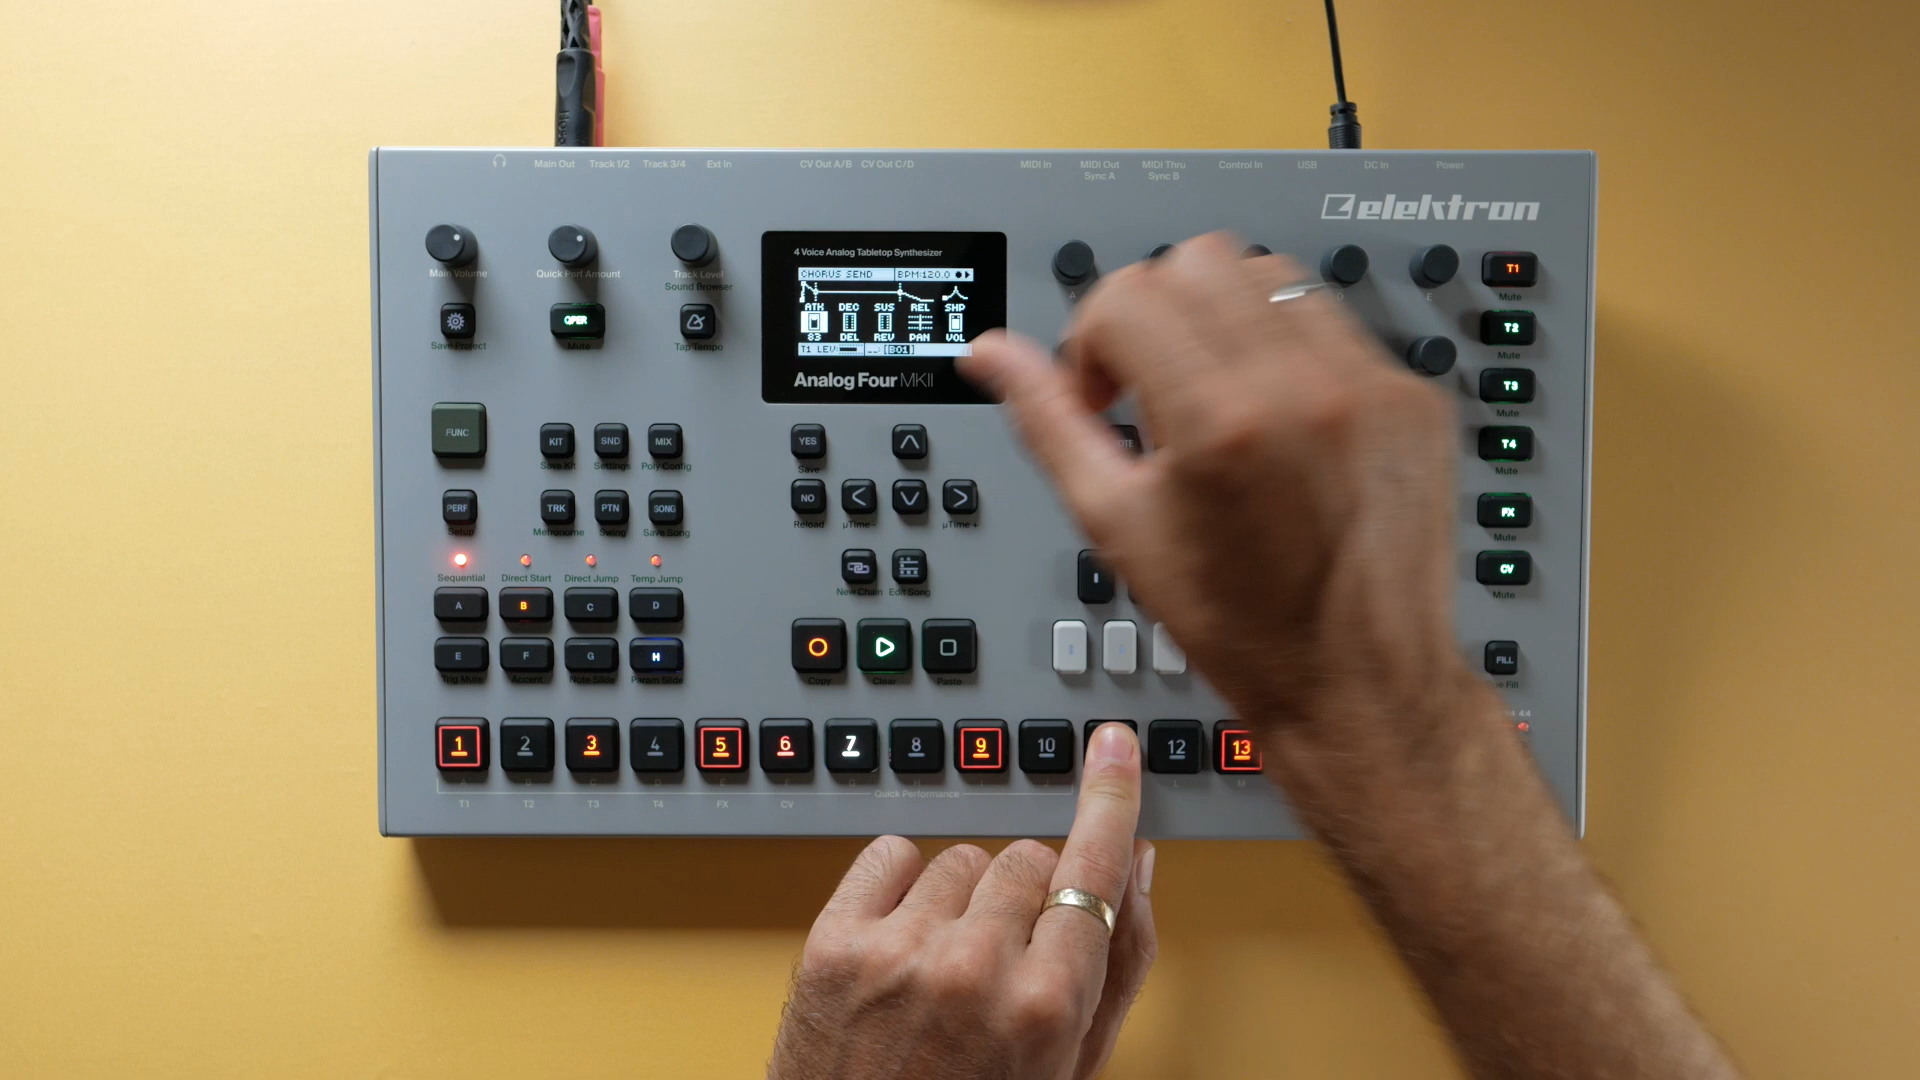 Main Out Track 1/2 Track 3/4 Ext In CV Out A/B CV Out C/D MIDI In MIDI Out MIDI Thru Control In USB DC In Power
Sync A Sync B
elektron
4 Voice Analog Tabletop Synthesizer
CHORUS SEND BPM:120.0
ATK DEC SUS REL SHP
83 DEL REV PAN VOL
T1 LEV: [B01]
Analog Four MKII
Main Volume Quick Perf Amount Track Level
Sound Browser
A D E
OPER
Save Project Mute Tap Tempo
T1
Mute
T2
Mute
T3
Mute
T4
Mute
FX
Mute
CV
Mute
FUNC KIT SND MIX YES
Save Kit Settings Poly Config Save
PERF TRK PTN SONG NO
Setup Metronome Swing Save Song Reload µTime - µTime +
Sequential Direct Start Direct Jump Temp Jump New Chain Edit Song
A B C D
E F G H
Trig Mute Accent Note Slide Param Slide Copy Clear Paste
FILL
1 2 3 4 5 6 7 8 9 10 12 13
A B C D E F G H I J L M
Quick Performance
T1 T2 T3 T4 FX CV